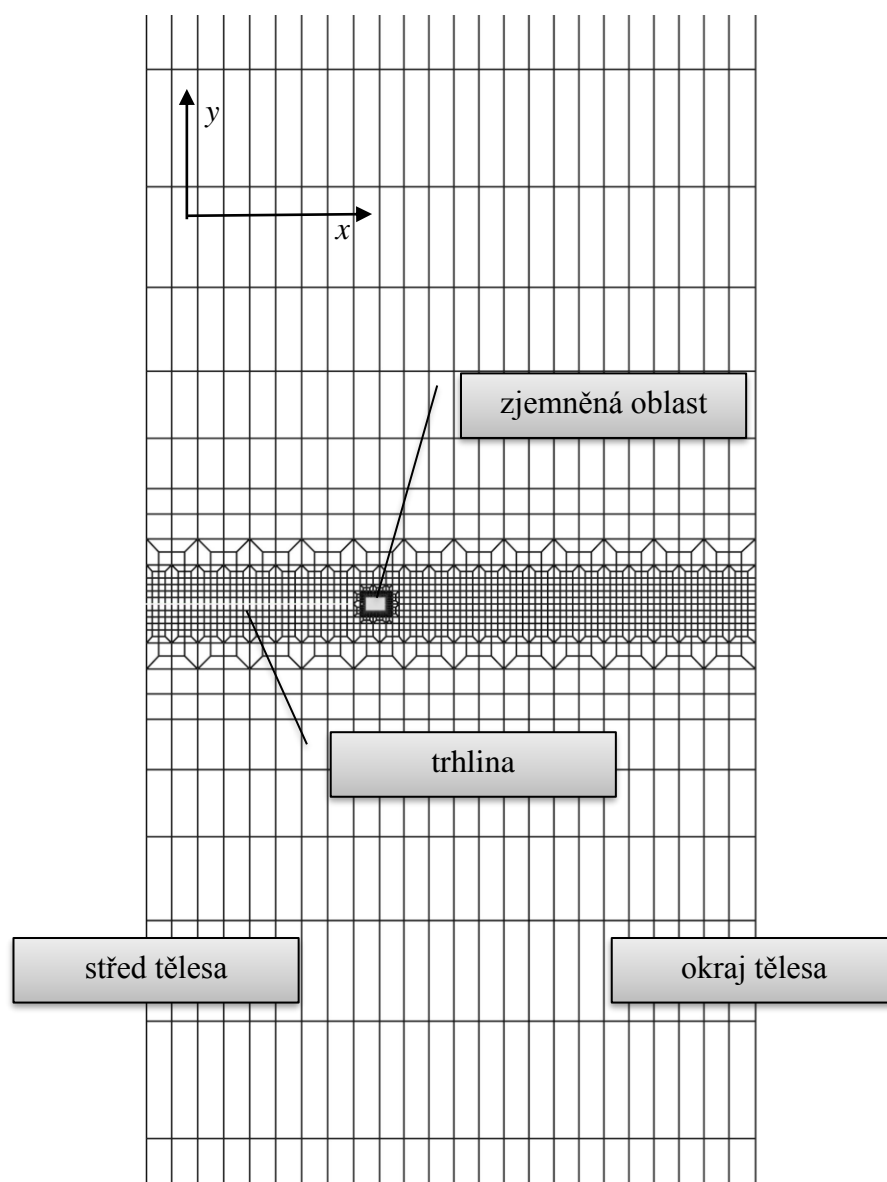 y
x
zjemněná oblast
trhlina
střed tělesa
okraj tělesa